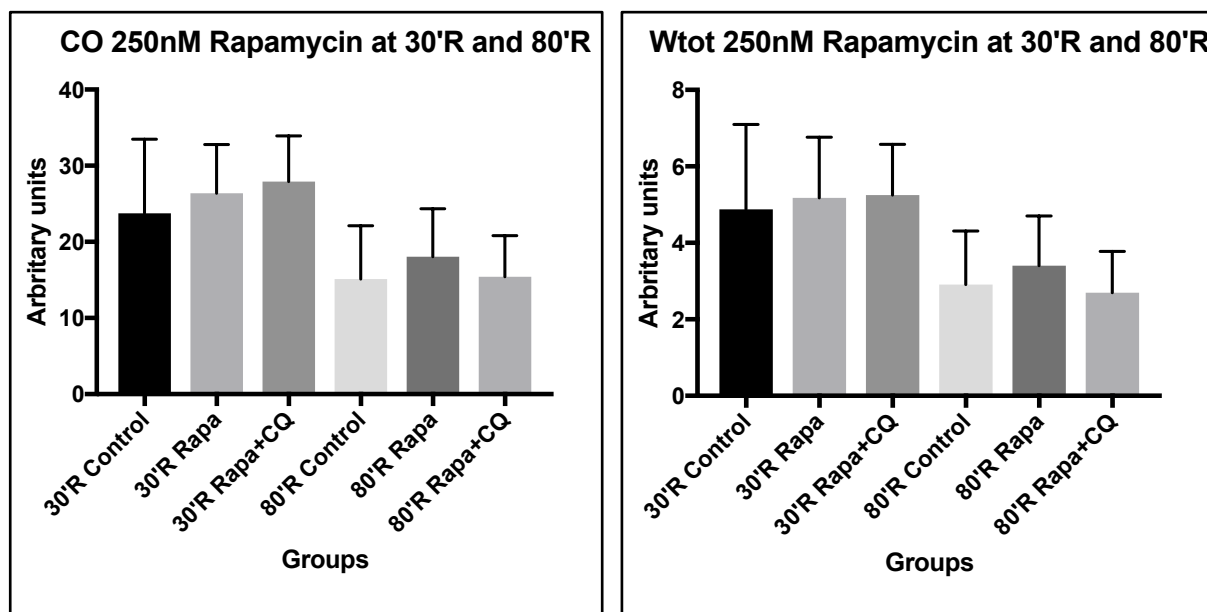 CO 250nM Rapamycin at 30'R and 80'R
Arbritary units
40
30
20
10
0
30'R Control
30'R Rapa
30'R Rapa+CQ
80'R Control
80'R Rapa
80'R Rapa+CQ
Groups
Wtot 250nM Rapamycin at 30'R and 80'R
Arbritary units
8
6
4
2
0
30'R Control
30'R Rapa
30'R Rapa+CQ
80'R Control
80'R Rapa
80'R Rapa+CQ
Groups